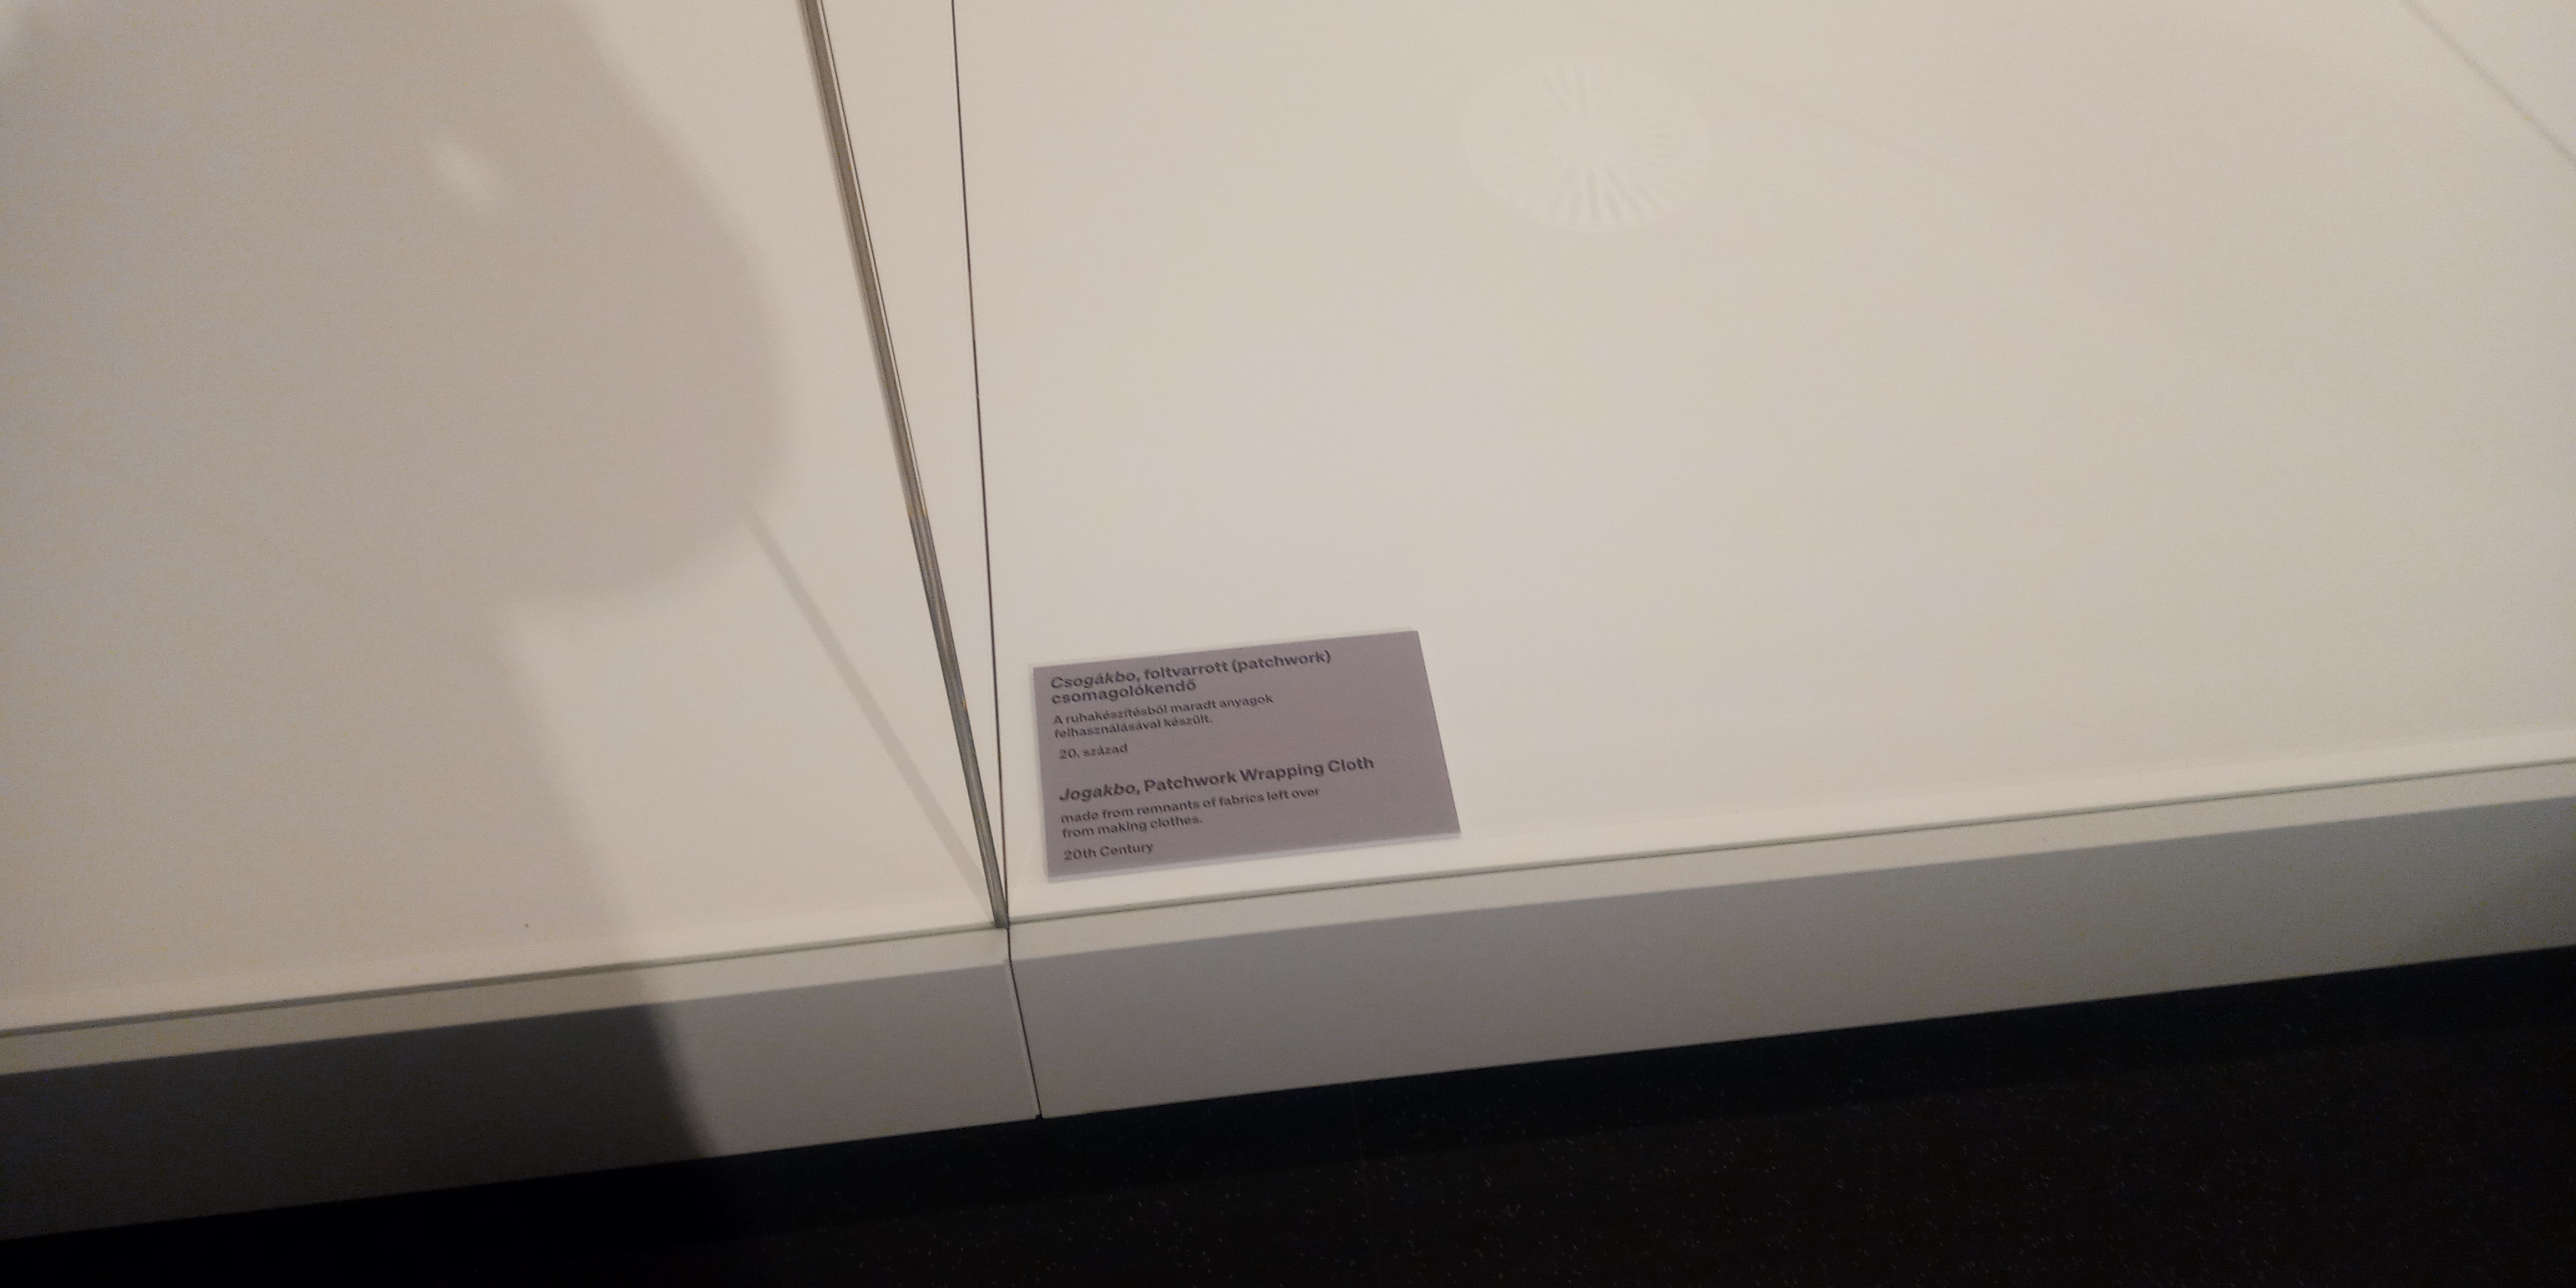 Csogákbo, foltvarrott (patchwork)
csomagolókendő
A ruhakészítésből maradt anyagok
felhasználásával készült.
20. század
Jogakbo, Patchwork Wrapping Cloth
made from remnants of fabrics left over
from making clothes.
20th Century